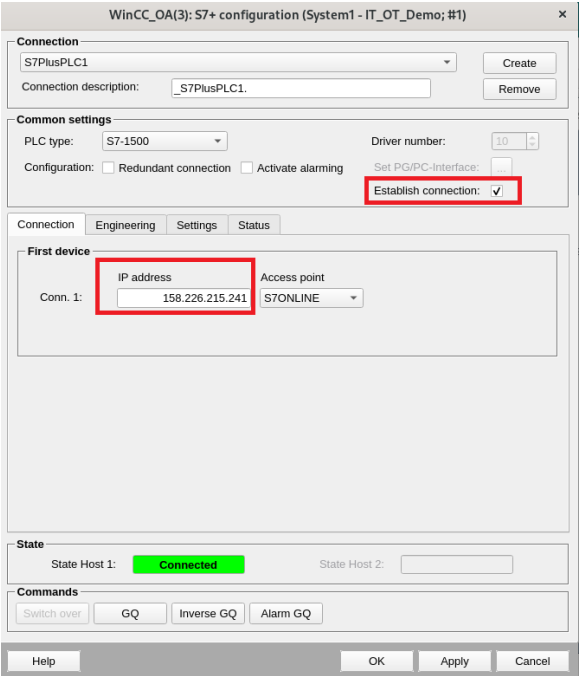 WinCC_OA(3): S7+ configuration (System1 - IT_OT_Demo; #1) ×
Connection
S7PlusPLC1 Create
Connection description: _S7PlusPLC1. Remove
Common settings
PLC type: S7-1500 Driver number: 10
Configuration: Redundant connection Activate alarming Set PG/PC-Interface: ...
Establish connection:
Connection Engineering Settings Status
First device
IP address Access point
Conn. 1: 158.226.215.241 S7ONLINE
State
State Host 1: Connected State Host 2:
Commands
Switch over GQ Inverse GQ Alarm GQ
Help OK Apply Cancel